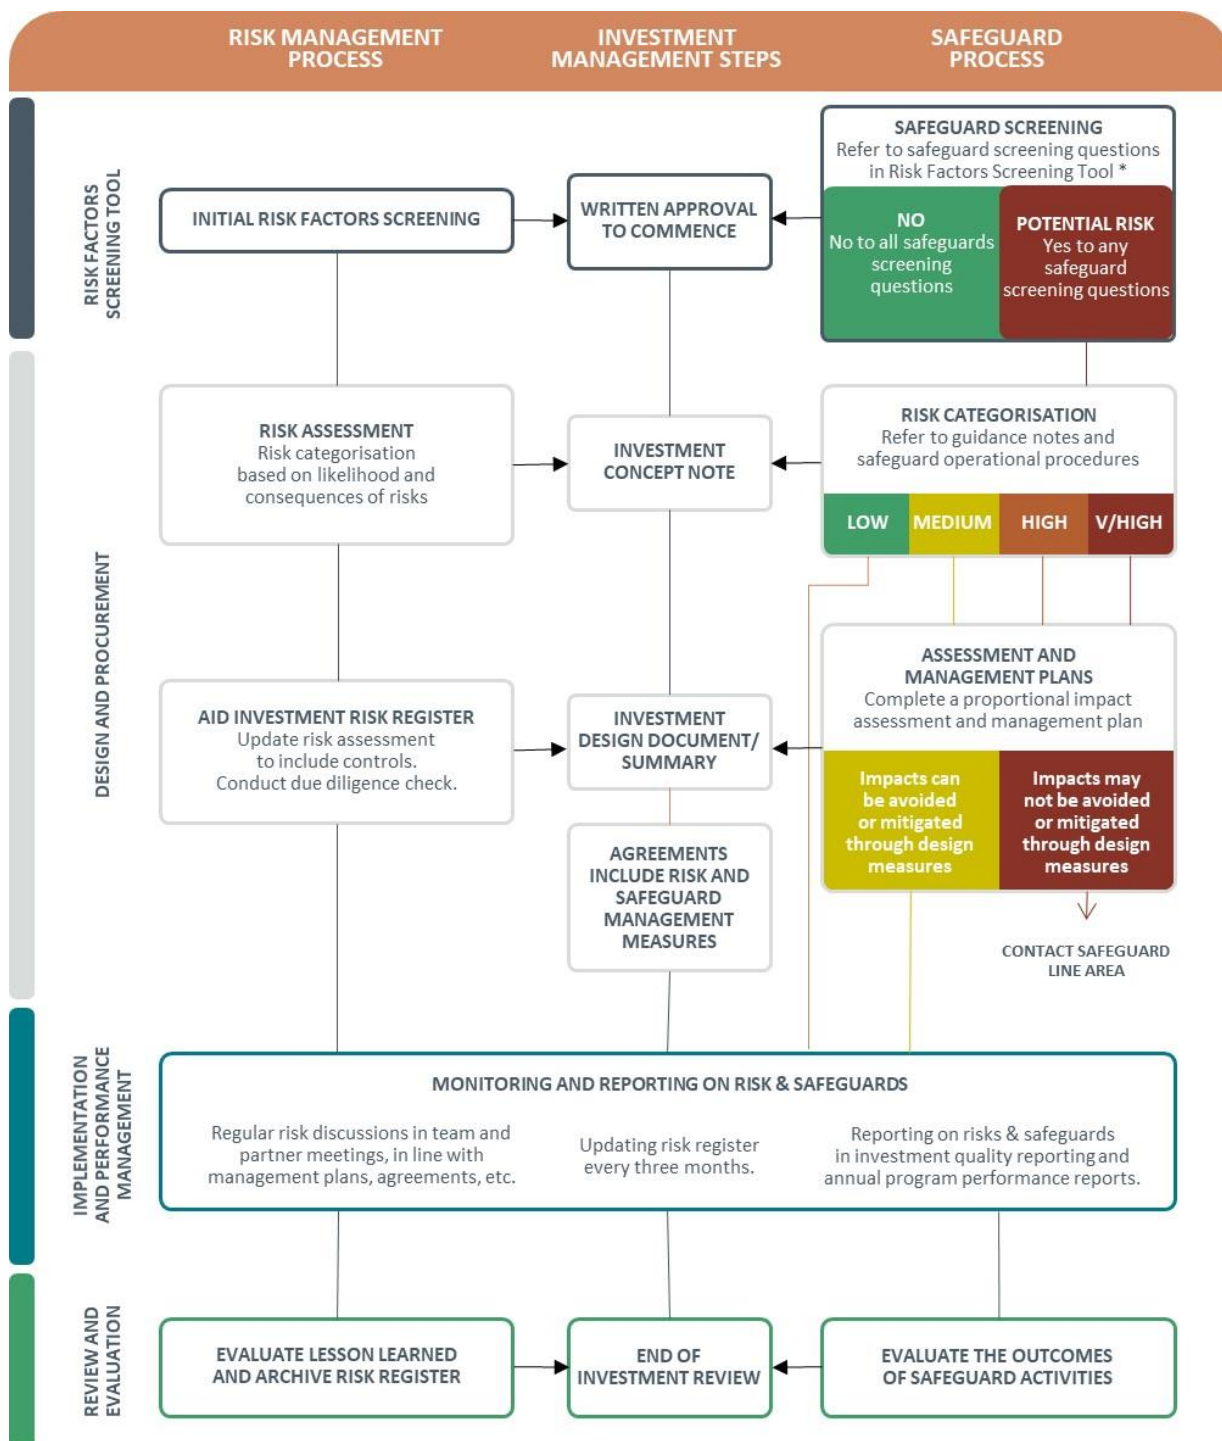 RISK MANAGEMENT
PROCESS
INVESTMENT
MANAGEMENT STEPS
SAFEGUARD
PROCESS
RISK FACTORS
SCREENING TOOL
INITIAL RISK FACTORS SCREENING
WRITTEN APPROVAL
TO COMMENCE
SAFEGUARD SCREENING
Refer to safeguard screening questions
in Risk Factors Screening Tool *
NO
No to all safeguards
screening
questions
POTENTIAL RISK
Yes to any
safeguard
screening questions
DESIGN AND PROCUREMENT
RISK ASSESSMENT
Risk categorisation
based on likelihood and
consequences of risks
INVESTMENT
CONCEPT NOTE
RISK CATEGORISATION
Refer to guidance notes and
safeguard operational procedures
LOW
MEDIUM
HIGH
V/HIGH
AID INVESTMENT RISK REGISTER
Update risk assessment
to include controls.
Conduct due diligence check.
INVESTMENT
DESIGN DOCUMENT/
SUMMARY
ASSESSMENT AND
MANAGEMENT PLANS
Complete a proportional impact
assessment and management plan
Impacts can
be avoided
or mitigated
through design
measures
Impacts may
not be avoided
or mitigated
through design
measures
AGREEMENTS
INCLUDE RISK AND
SAFEGUARD
MANAGEMENT
MEASURES
CONTACT SAFEGUARD
LINE AREA
IMPLEMENTATION
AND PERFORMANCE
MANAGEMENT
MONITORING AND REPORTING ON RISK & SAFEGUARDS
Regular risk discussions in team and
partner meetings, in line with
management plans, agreements, etc.
Updating risk register
every three months.
Reporting on risks & safeguards
in investment quality reporting and
annual program performance reports.
REVIEW AND
EVALUATION
EVALUATE LESSON LEARNED
AND ARCHIVE RISK REGISTER
END OF
INVESTMENT REVIEW
EVALUATE THE OUTCOMES
OF SAFEGUARD ACTIVITIES